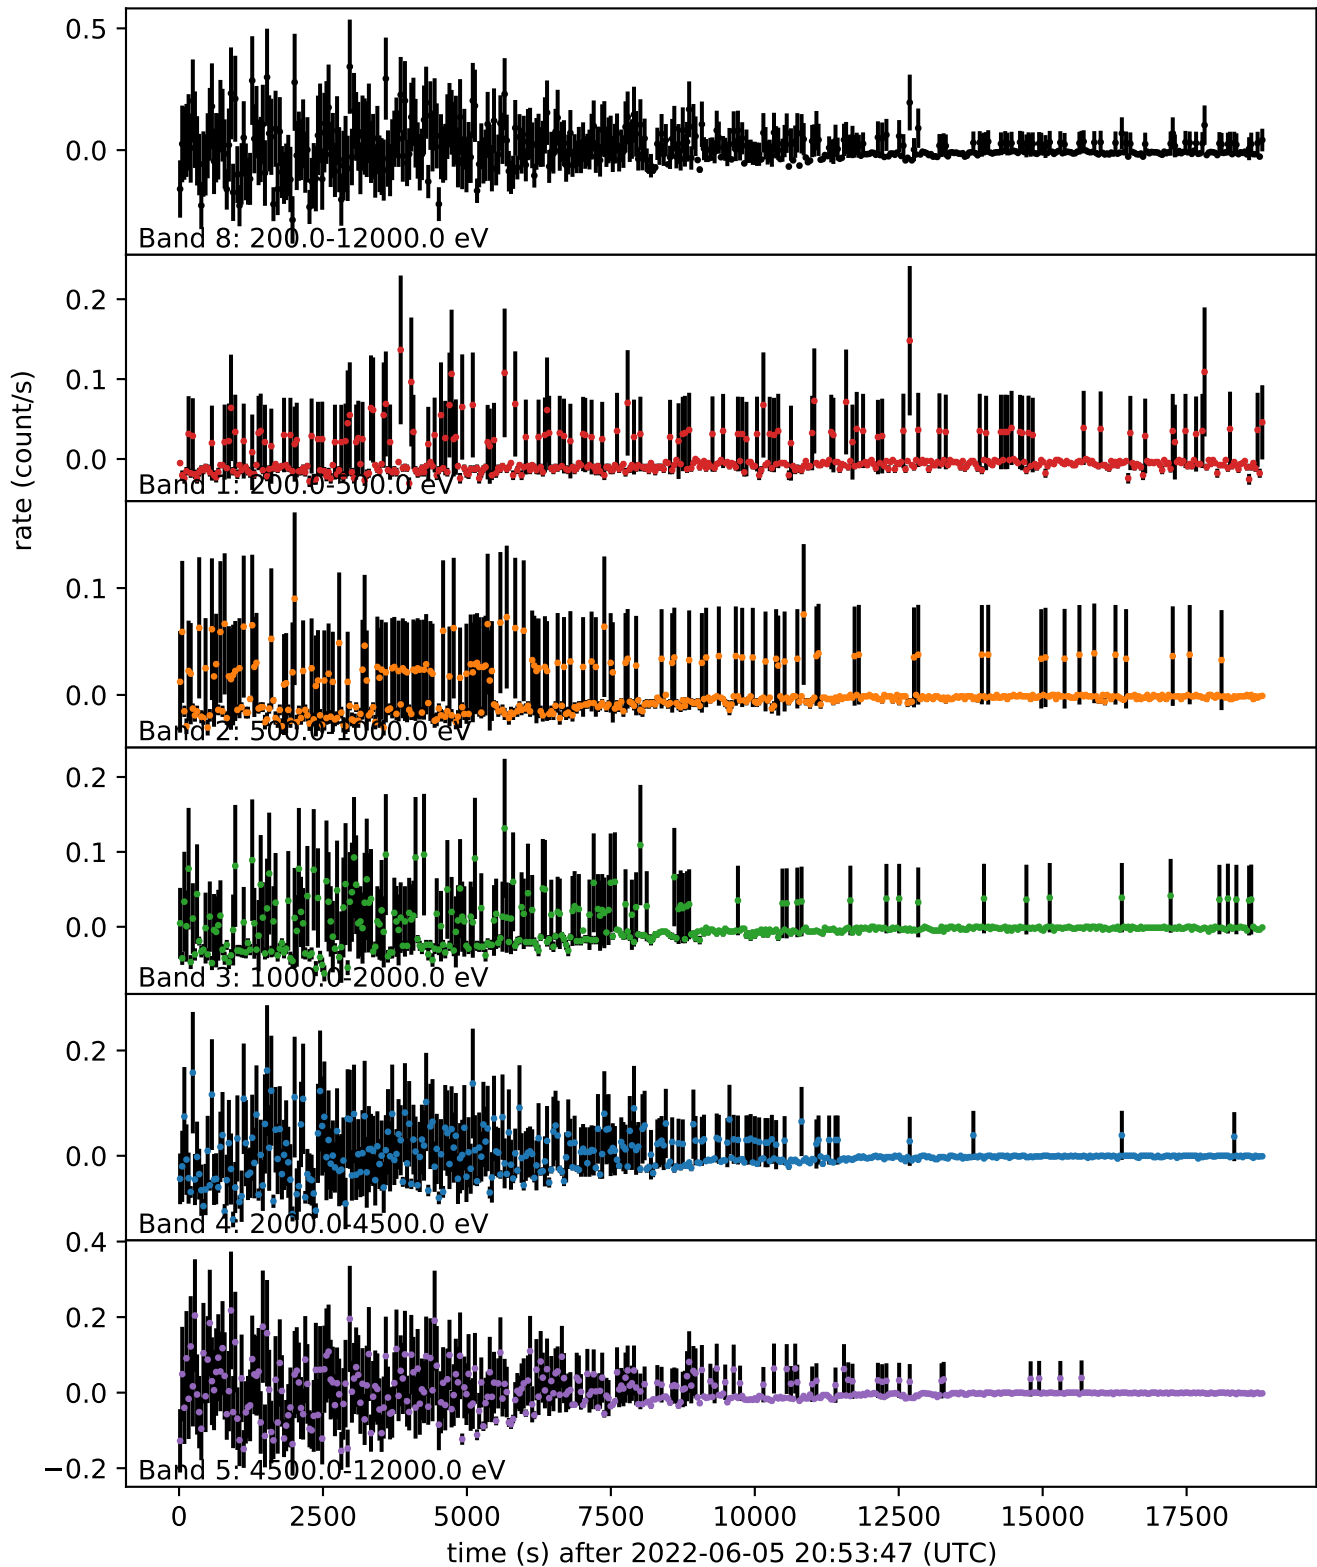 0.5
0.0
Band 8: 200.0-12000.0 eV
0.2
0.1
0.0
Band 1: 200.0-500.0 eV
rate (count/s)
0.1
0.0
Band 2: 500.0-1000.0 eV
0.2
0.1
0.0
Band 3: 1000.0-2000.0 eV
0.2
0.0
Band 4: 2000.0-4500.0 eV
0.4
0.2
0.0
−0.2
Band 5: 4500.0-12000.0 eV
0 2500 5000 7500 10000 12500 15000 17500
time (s) after 2022-06-05 20:53:47 (UTC)